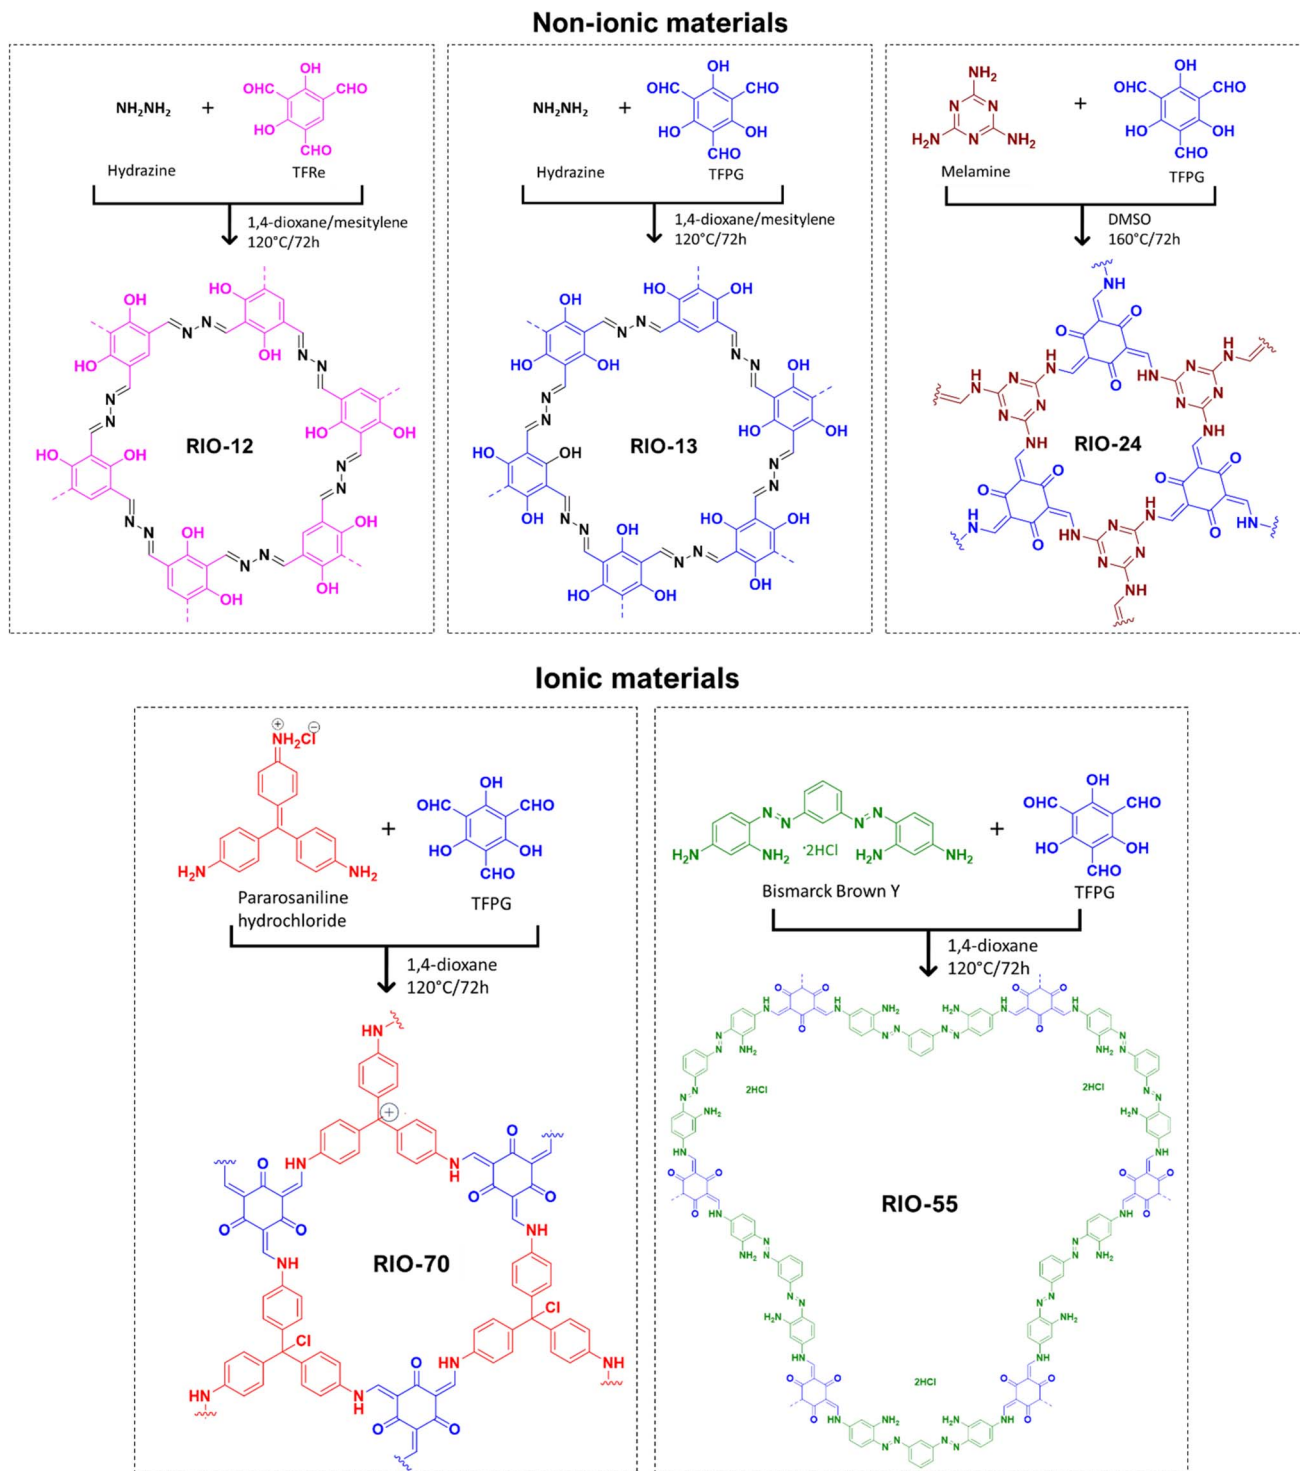 Non-ionic materials
NH2NH2
+
OH
OHC
CHO
HO
CHO
Hydrazine
TFRe
1,4-dioxane/mesitylene
120°C/72h
RIO-12
NH2NH2
+
OH
OHC
CHO
HO
OH
CHO
Hydrazine
TFPG
1,4-dioxane/mesitylene
120°C/72h
RIO-13
NH2
N
N
H2N
N
NH2
+
OH
OHC
CHO
HO
OH
CHO
Melamine
TFPG
DMSO
160°C/72h
RIO-24
Ionic materials
NH2Cl
H2N
NH2
+
OH
OHC
CHO
HO
OH
CHO
Pararosaniline
hydrochloride
TFPG
1,4-dioxane
120°C/72h
HN
Cl
Cl
RIO-70
H2N
NH2
N=N
·2HCl
N=N
H2N
NH2
+
OH
OHC
CHO
HO
OH
CHO
Bismarck Brown Y
TFPG
1,4-dioxane
120°C/72h
2HCl
2HCl
RIO-55
2HCl